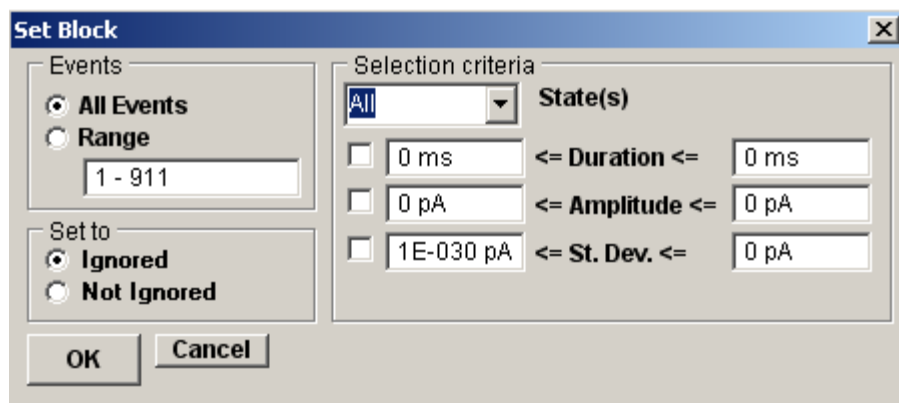 Set Block
Events
All Events
Range
1 - 911
Set to
Ignored
Not Ignored
OK
Cancel
Selection criteria
All State(s)
0 ms <= Duration <= 0 ms
0 pA <= Amplitude <= 0 pA
1E-030 pA <= St. Dev. <= 0 pA